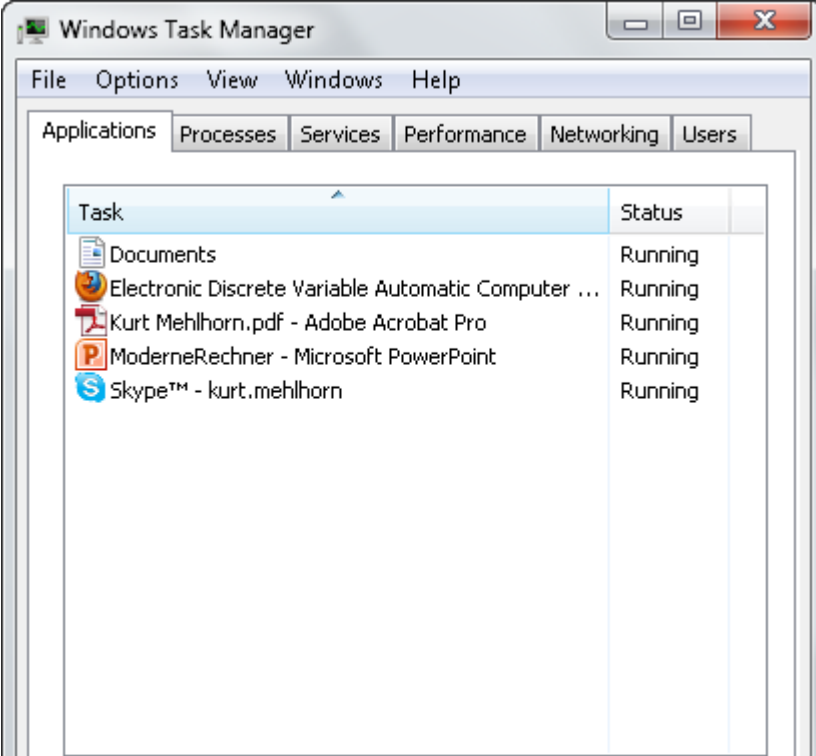 Windows Task Manager
File Options View Windows Help
Applications Processes Services Performance Networking Users
Task Status
Documents Running
Electronic Discrete Variable Automatic Computer ... Running
Kurt Mehlhorn.pdf - Adobe Acrobat Pro Running
ModerneRechner - Microsoft PowerPoint Running
Skype™ - kurt.mehlhorn Running